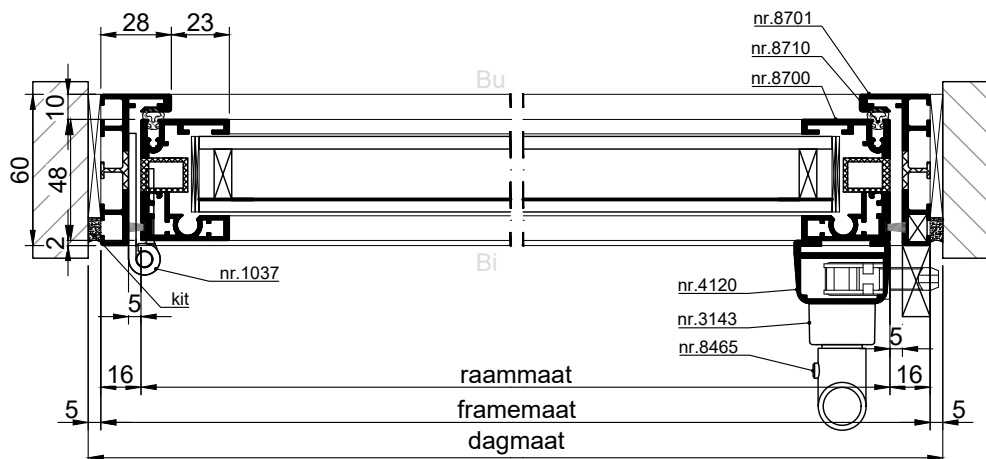 28 23
nr.8701
nr.8710
nr.8700
Bu
10
60
48
2
Bi
nr.1037
kit
5
nr.4120
nr.3143
nr.8465
5
16 raammaat 16
5 framemaat 5
dagmaat